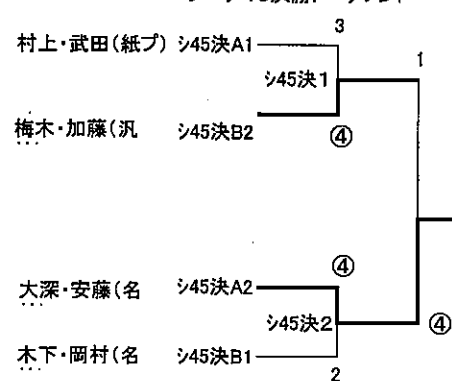 3
村上・武田(紙プ) シ45決A1
1
シ45決1
梅木・加藤(汎 シ45決B2
④
④
大深・安藤(名 シ45決A2
シ45決2
④
木下・岡村(名 シ45決B1
2